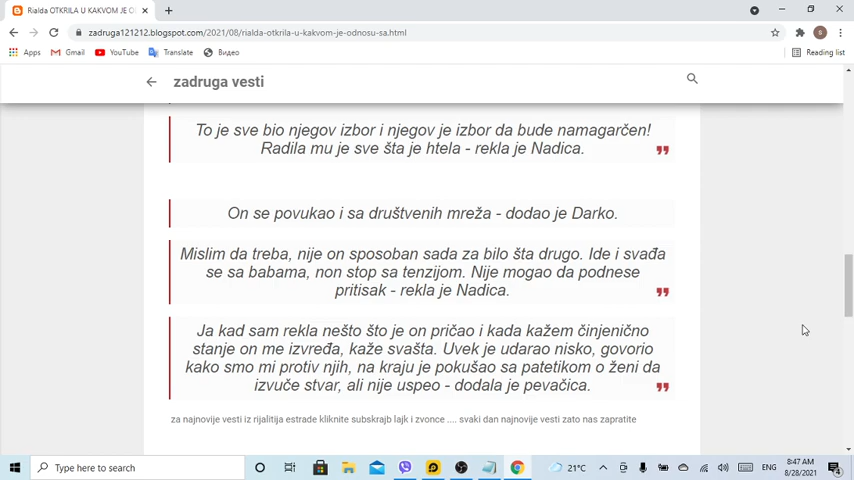 Rialda OTKRILA U KAKVOM JE O
zadruga121212.blogspot.com/2021/08/rialda-otkrila-u-kakvom-je-odnosu-sa.html
Apps
Gmail
YouTube
Translate
Видео
Reading list
zadruga vesti
To je sve bio njegov izbor i njegov je izbor da bude namagarčen!
Radila mu je sve šta je htela - rekla je Nadica.
On se povukao i sa društvenih mreža - dodao je Darko.
Mislim da treba, nije on sposoban sada za bilo šta drugo. Ide i svađa
se sa babama, non stop sa tenzijom. Nije mogao da podnese
pritisak - rekla je Nadica.
Ja kad sam rekla nešto što je on pričao i kada kažem činjenično
stanje on me izvređa, kaže svašta. Uvek je udarao nisko, govorio
kako smo mi protiv njih, na kraju je pokušao sa patetikom o ženi da
izvuče stvar, ali nije uspeo - dodala je pevačica.
za najnovije vesti iz rijalitija estrade kliknite subskrajb lajk i zvonce .... svaki dan najnovije vesti zato nas zapratite
Type here to search
21°C
ENG
8:47 AM
8/28/2021
4